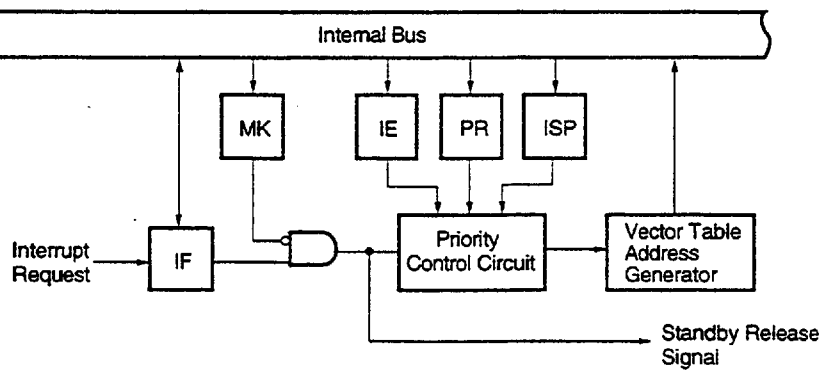 Internal Bus
MK
IE
PR
ISP
Interrupt
Request
IF
Priority
Control Circuit
Vector Table
Address
Generator
Standby Release
Signal